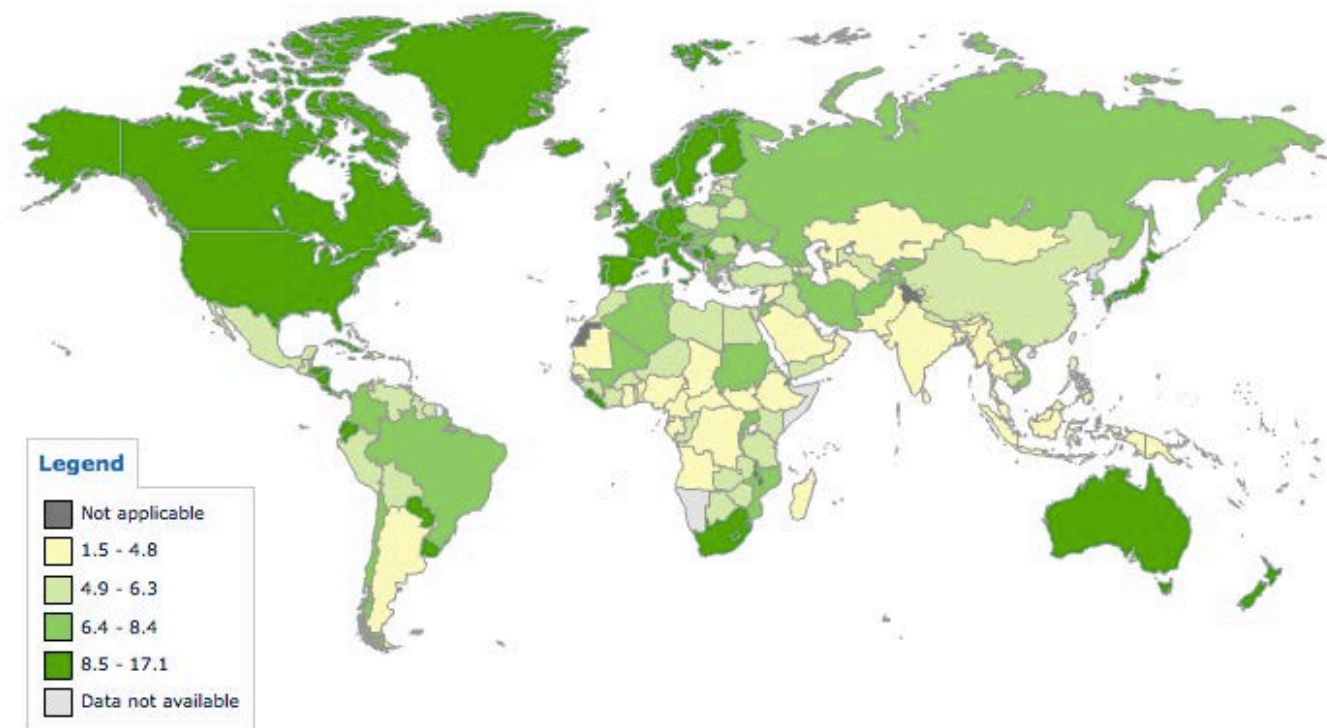 Legend
Not applicable
1.5 - 4.8
4.9 - 6.3
6.4 - 8.4
8.5 - 17.1
Data not available